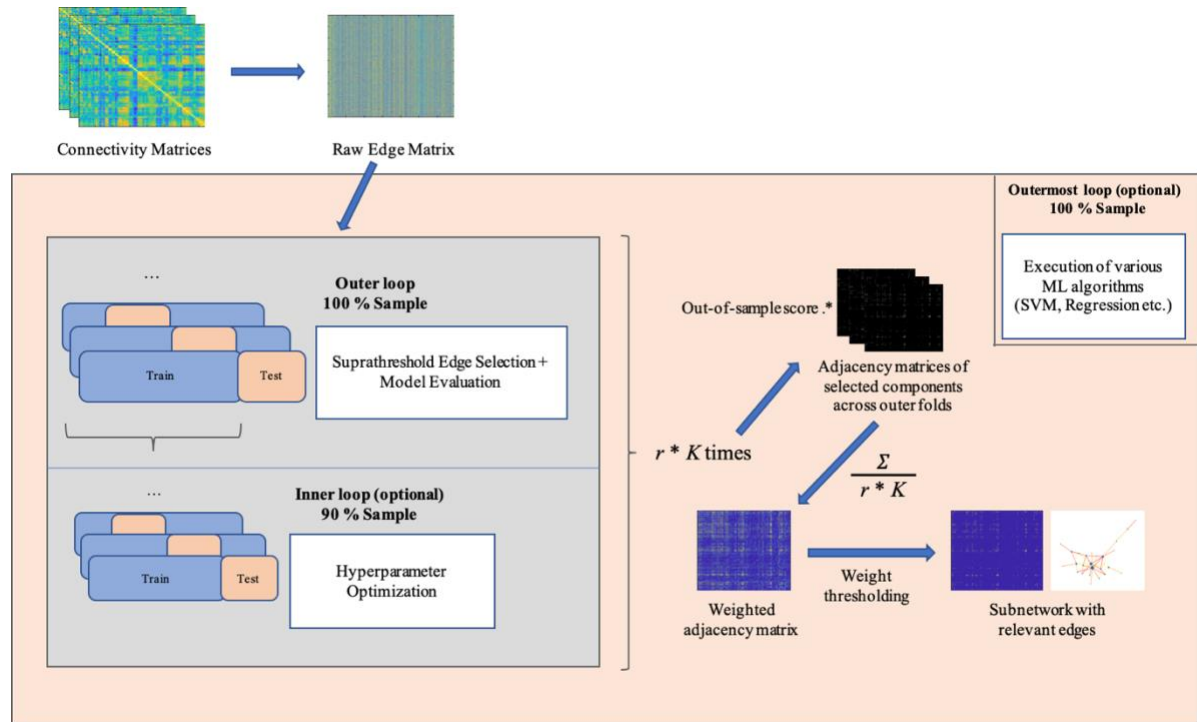 Connectivity Matrices
Raw Edge Matrix
Outermost loop (optional)
100 % Sample
Execution of various
ML algorithms
(SVM, Regression etc.)
...
Outer loop
100 % Sample
Train
Test
Suprathreshold Edge Selection +
Model Evaluation
...
Inner loop (optional)
90 % Sample
Train
Test
Hyperparameter
Optimization
r * K times
Out-of-sample score .*
Adjacency matrices of
selected components
across outer folds
Σ
r * K
Weighted
adjacency matrix
Weight
thresholding
Subnetwork with
relevant edges